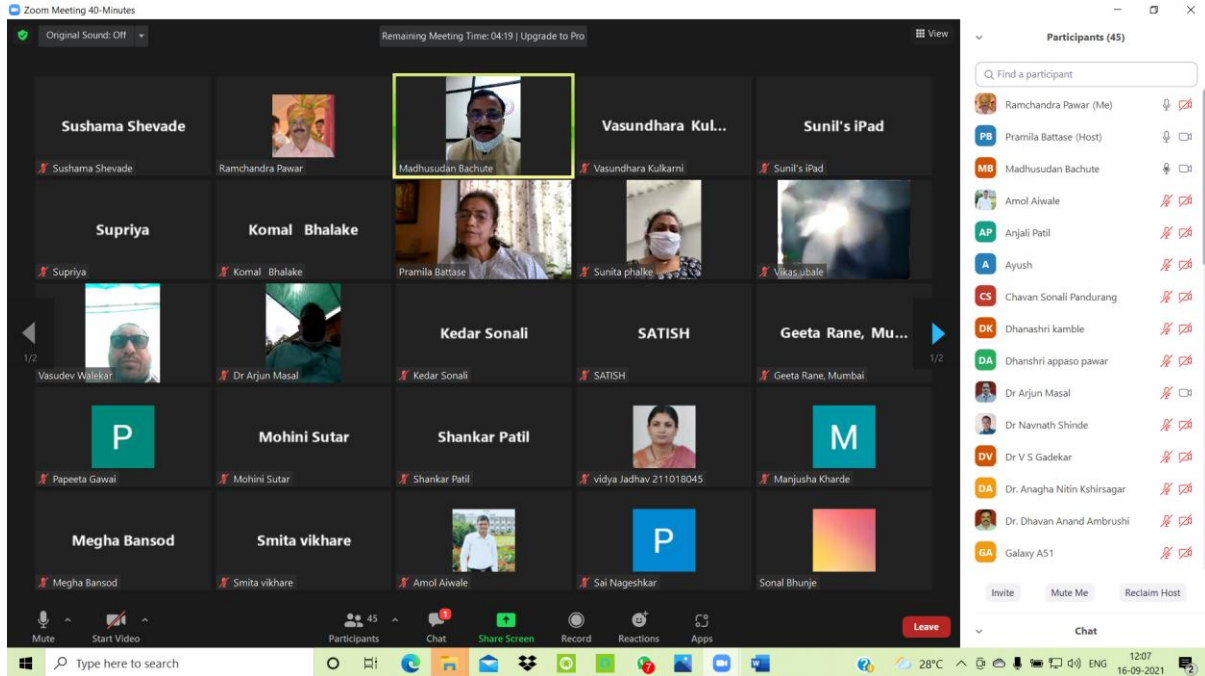 Zoom Meeting 40-Minutes
Original Sound: Off
Remaining Meeting Time: 04:19 | Upgrade to Pro
View
Sushama Shevade
Vasundhara Kul...
Sunil's iPad
Sushama Shevade
Ramchandra Pawar
Madhusudan Bachute
Vasundhara Kulkarni
Sunil's iPad
Supriya
Komal Bhalake
Supriya
Komal Bhalake
Pramila Battase
Sunita phalke
Vikas ubale
Kedar Sonali
SATISH
Geeta Rane, Mu...
1/2
1/2
Vasudev Walekar
Dr Arjun Masal
Kedar Sonali
SATISH
Geeta Rane, Mumbai
P
Mohini Sutar
Shankar Patil
M
Papeeta Gawai
Mohini Sutar
Shankar Patil
vidya Jadhav 211018045
Manjusha Kharde
Megha Bansod
Smita vikhare
P
Megha Bansod
Smita vikhare
Amol Aiwale
Sai Nageshkar
Sonal Bhunje
Mute
Start Video
45
Participants
1
Chat
Share Screen
Record
Reactions
Apps
Leave
Participants (45)
Find a participant
Ramchandra Pawar (Me)
PB Pramila Battase (Host)
MB Madhusudan Bachute
Amol Aiwale
AP Anjali Patil
A Ayush
CS Chavan Sonali Pandurang
DK Dhanashri kamble
DA Dhanshri appaso pawar
Dr Arjun Masal
Dr Navnath Shinde
DV Dr V S Gadekar
DA Dr. Anagha Nitin Kshirsagar
Dr. Dhavan Anand Ambrushi
GA Galaxy A51
Invite
Mute Me
Reclaim Host
Chat
Type here to search
7
28°C
ENG
12:07
16-09-2021
2